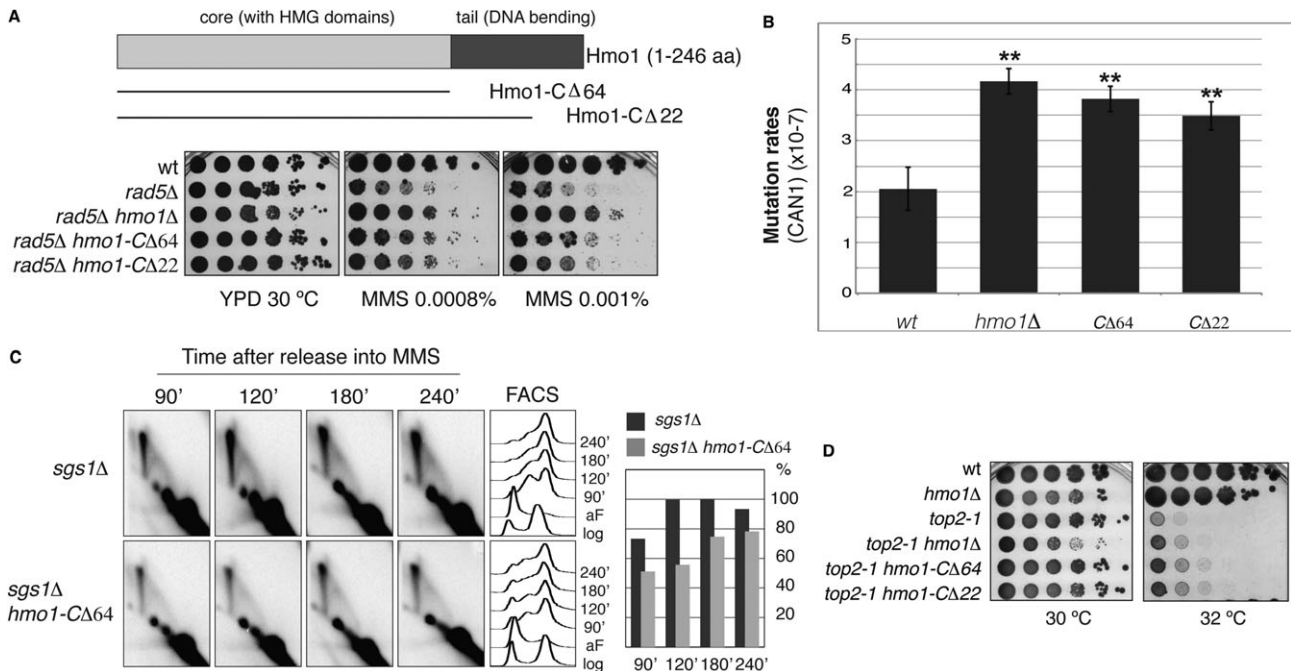 A
core (with HMG domains)
tail (DNA bending)
Hmo1 (1-246 aa)
Hmo1-CΔ64
Hmo1-CΔ22
wt
rad5Δ
rad5Δ hmo1Δ
rad5Δ hmo1-CΔ64
rad5Δ hmo1-CΔ22
YPD 30 ºC
MMS 0.0008%
MMS 0.001%
B
Mutation rates
(CAN1) (x10-7)
5
4
3
2
1
0
**
**
**
wt
hmo1Δ
CΔ64
CΔ22
C
Time after release into MMS
90'
120'
180'
240'
FACS
sgs1Δ
240'
180'
120'
90'
aF
log
sgs1Δ
hmo1-CΔ64
240'
180'
120'
90'
aF
log
sgs1Δ
sgs1Δ hmo1-CΔ64
%
100
80
60
40
20
90'
120'
180'
240'
D
wt
hmo1Δ
top2-1
top2-1 hmo1Δ
top2-1 hmo1-CΔ64
top2-1 hmo1-CΔ22
30 ºC
32 ºC